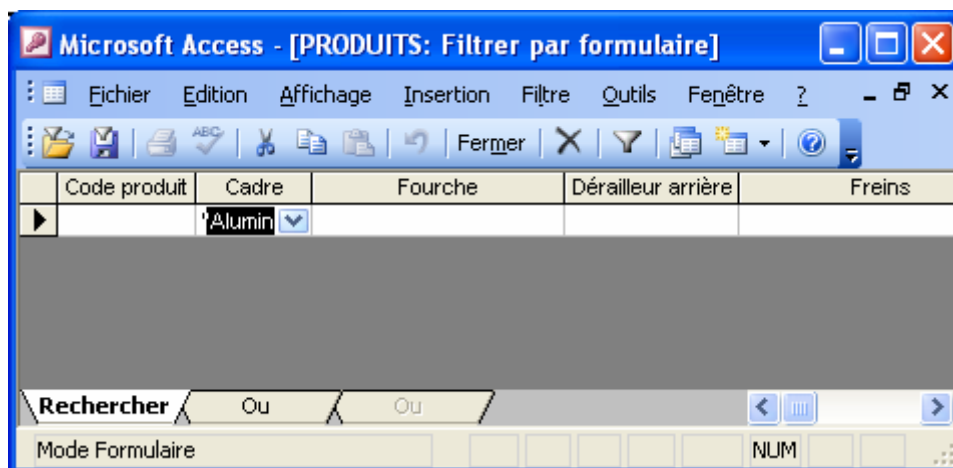 Microsoft Access - [PRODUITS: Filtrer par formulaire]
Fichier Edition Affichage Insertion Filtre Outils Fenêtre ?
ABC Fermer
Code produit Cadre Fourche Dérailleur arrière Freins
"Alumin
Rechercher Ou Ou
Mode Formulaire NUM